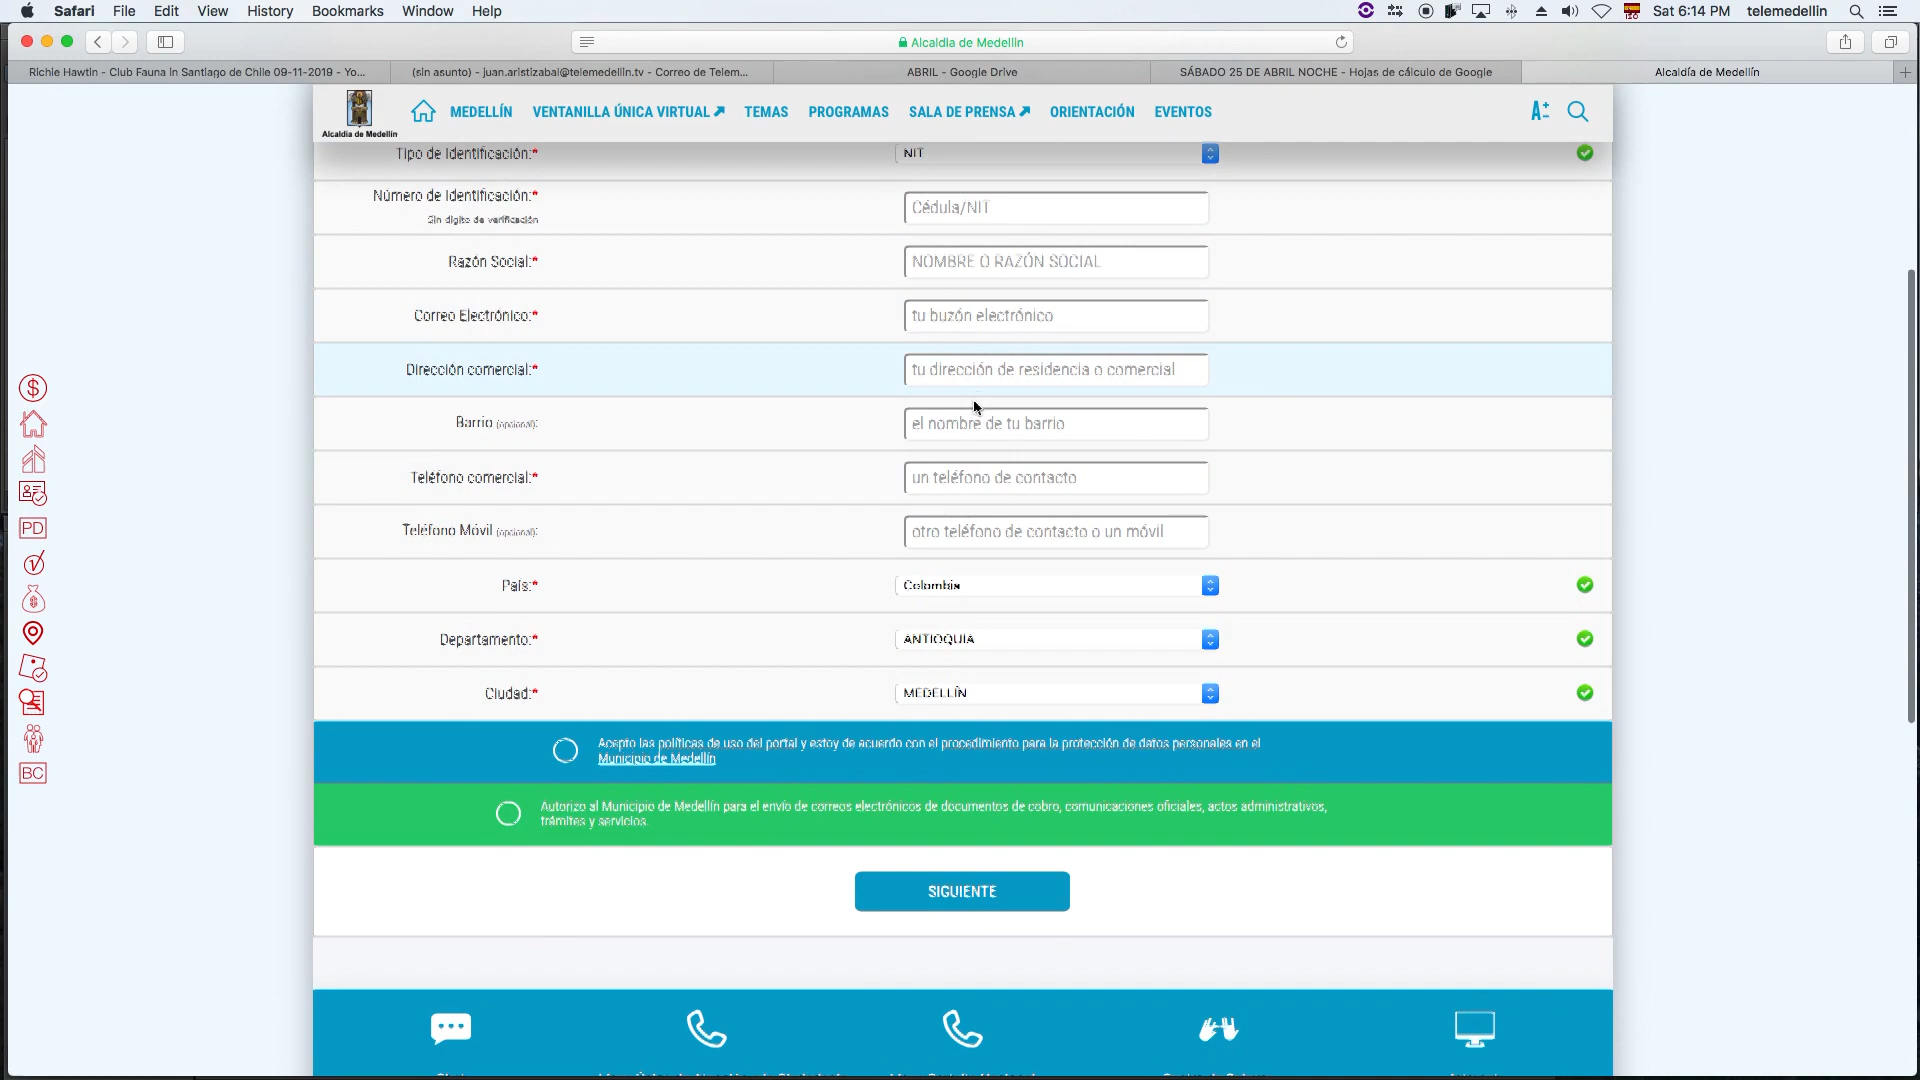 Safari File Edit View History Bookmarks Window Help
Sat 6:14 PM telemedellin
Alcaldia de Medellin
Richie Hawtin - Club Fauna In Santiago de Chile 09-11-2019 - Yo...
(sin asunto) - juan.aristizabal@telemedellin.tv - Correo de Telem...
ABRIL - Google Drive
SÁBADO 25 DE ABRIL NOCHE - Hojas de cálculo de Google
Alcaldía de Medellín
Alcaldía de Medellín
MEDELLÍN VENTANILLA ÚNICA VIRTUAL TEMAS PROGRAMAS SALA DE PRENSA ORIENTACIÓN EVENTOS
A
Tipo de Identificación:* NIT
Número de Identificación:*
Sin dígito de verificación
Cédula/NIT
Razón Social:* NOMBRE O RAZÓN SOCIAL
Correo Electrónico:* tu buzón electrónico
Dirección comercial:* tu dirección de residencia o comercial
Barrio (opcional): el nombre de tu barrio
Teléfono comercial:* un teléfono de contacto
Teléfono Móvil (opcional): otro teléfono de contacto o un móvil
País:* Colombia
Departamento:* ANTIOQUIA
Ciudad:* MEDELLÍN
Acepto las políticas de uso del portal y estoy de acuerdo con el procedimiento para la protección de datos personales en el
Municipio de Medellín
Autorizo al Municipio de Medellín para el envío de correos electrónicos de documentos de cobro, comunicaciones oficiales, actos administrativos,
trámites y servicios.
SIGUIENTE
PD
BC